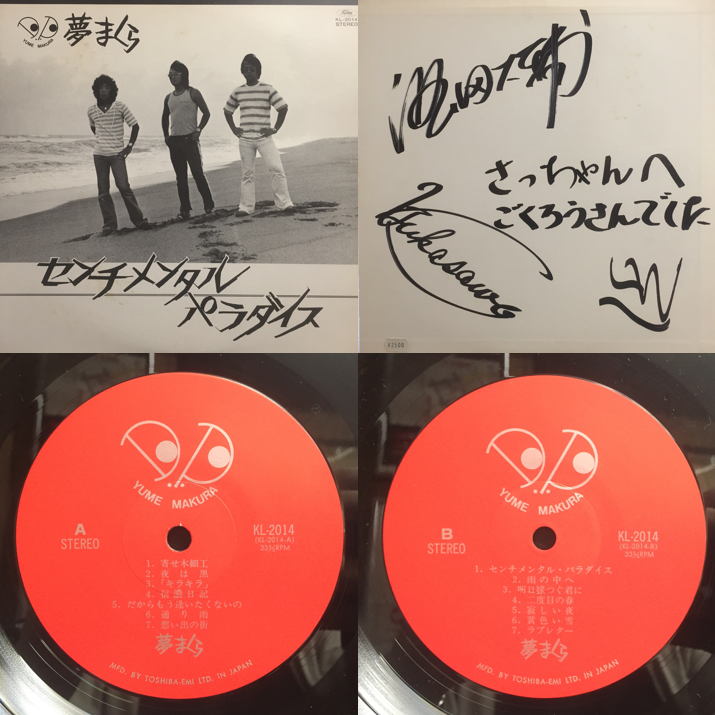 YUME MAKURA
夢まくら
KL-2014
STEREO
センチメンタル
パラダイス
さっちゃんへ
ごくろうさんでした
Fukasawa
¥2500
YUME MAKURA
A
STEREO
KL-2014
(KL-2014-A)
33⅓RPM
1. 寄せ木細工
2. 夜は黒
3. 「キラキラ」
4. 信澄日記
5. だからもう逢いたくないの
6. 通り雨
7. 想い出の街
夢まくら
MFD. BY TOSHIBA-EMI LTD. IN JAPAN
YUME MAKURA
B
STEREO
KL-2014
(KL-2014-B)
33⅓RPM
1. センチメンタル・パラダイス
2. 雨の中へ
3. 明日嫁つぐ君に
4. 二度目の春
5. 寂しい夜
6. 黄色い雪
7. ラブレター
夢まくら
MFD. BY TOSHIBA-EMI LTD. IN JAPAN